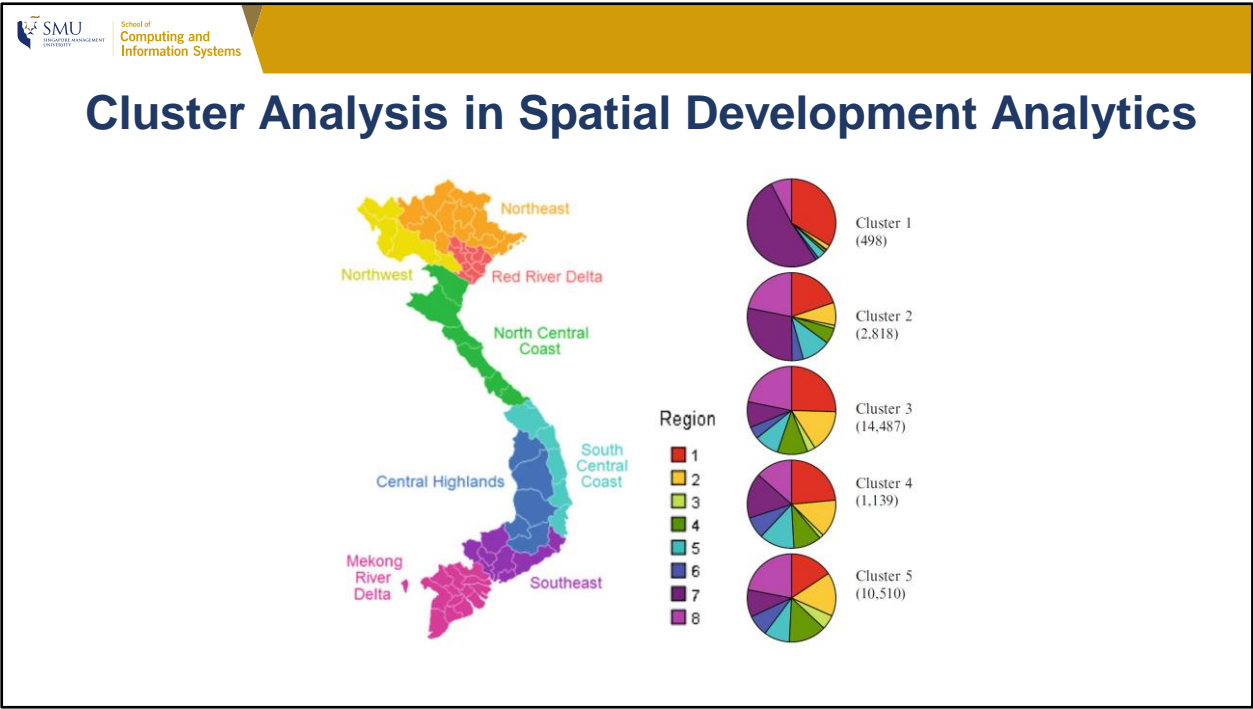 SMU
SINGAPORE MANAGEMENT
UNIVERSITY
School of
Computing and
Information Systems
Cluster Analysis in Spatial Development Analytics
Northeast
Northwest
Red River Delta
North Central
Coast
South
Central
Coast
Central Highlands
Mekong
River
Delta
Southeast
Region
1
2
3
4
5
6
7
8
Cluster 1
(498)
Cluster 2
(2,818)
Cluster 3
(14,487)
Cluster 4
(1,139)
Cluster 5
(10,510)